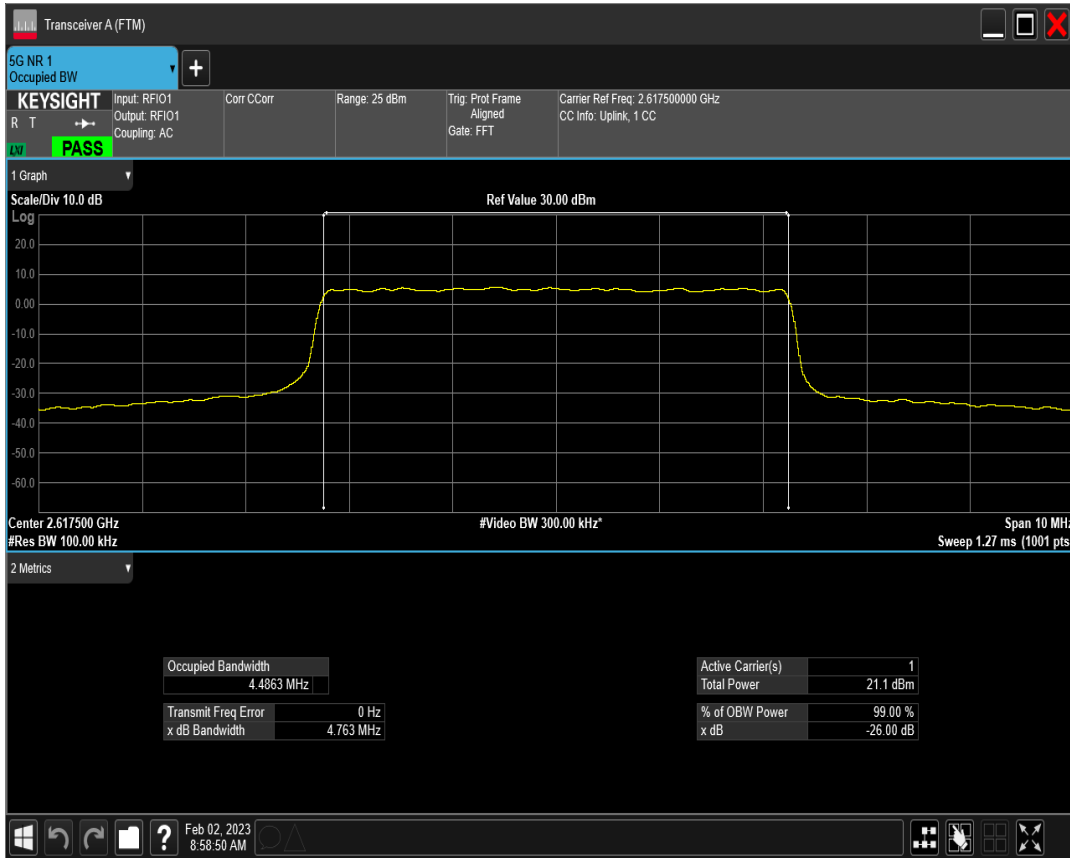 Transceiver A (FTM)
5G NR 1
Occupied BW
+
KEYSIGHT
R T
LXI
PASS
Input: RFIO1
Output: RFIO1
Coupling: AC
Corr CCorr
Range: 25 dBm
Trig: Prot Frame
Aligned
Gate: FFT
Carrier Ref Freq: 2.617500000 GHz
CC Info: Uplink, 1 CC
1 Graph
Scale/Div 10.0 dB
Ref Value 30.00 dBm
Log
20.0
10.0
0.00
-10.0
-20.0
-30.0
-40.0
-50.0
-60.0
Center 2.617500 GHz
#Video BW 300.00 kHz*
Span 10 MHz
#Res BW 100.00 kHz
Sweep 1.27 ms (1001 pts
2 Metrics
Occupied Bandwidth
4.4863 MHz
Transmit Freq Error 0 Hz
x dB Bandwidth 4.763 MHz
Active Carrier(s) 1
Total Power 21.1 dBm
% of OBW Power 99.00 %
x dB -26.00 dB
?
Feb 02, 2023
8:58:50 AM